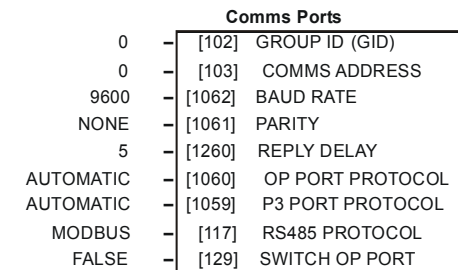 Comms Ports
0 – [102] GROUP ID (GID)
0 – [103] COMMS ADDRESS
9600 – [1062] BAUD RATE
NONE – [1061] PARITY
5 – [1260] REPLY DELAY
AUTOMATIC – [1060] OP PORT PROTOCOL
AUTOMATIC – [1059] P3 PORT PROTOCOL
MODBUS – [117] RS485 PROTOCOL
FALSE – [129] SWITCH OP PORT